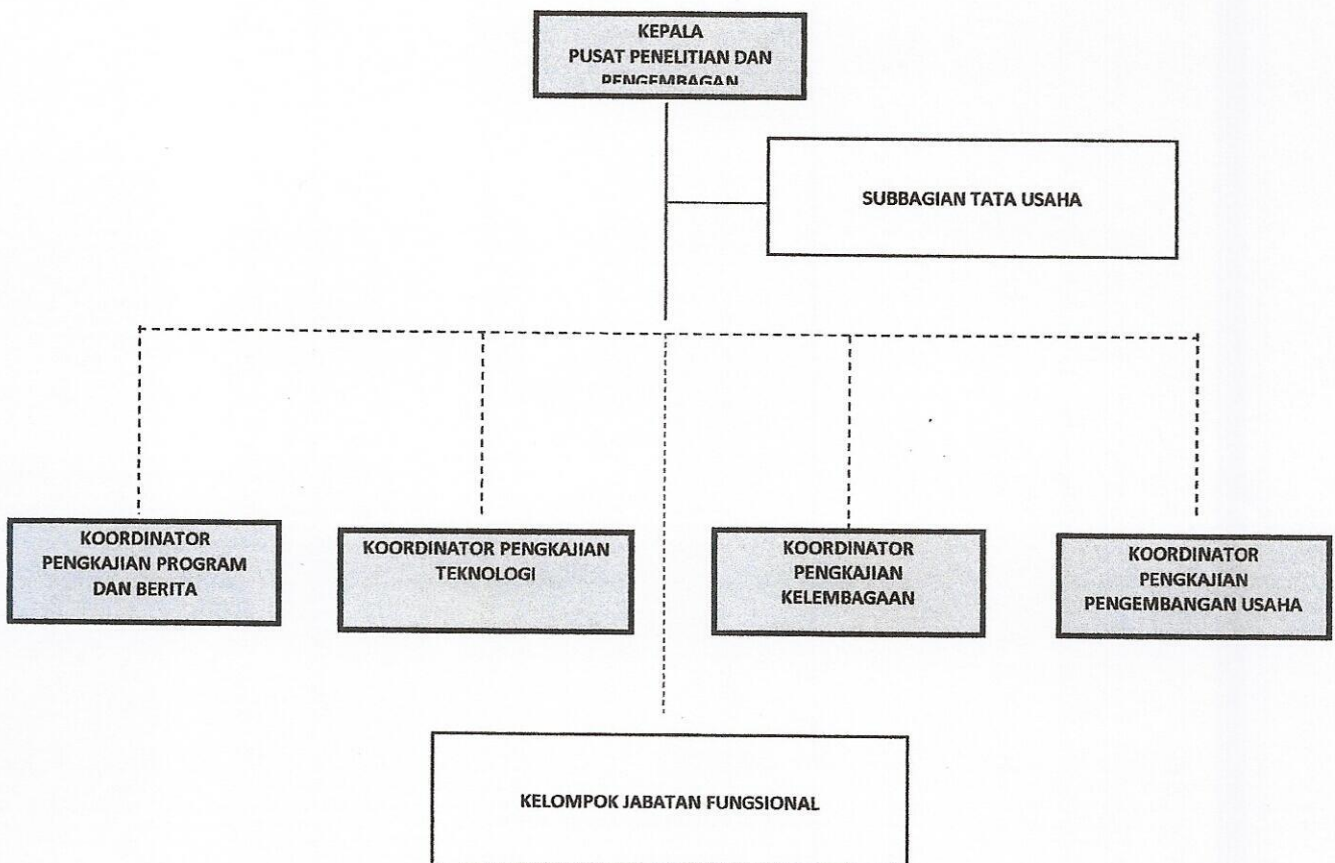 KEPALA
PUSAT PENELITIAN DAN
PENGEMBAGAN
SUBBAGIAN TATA USAHA
KOORDINATOR
PENGKAJIAN PROGRAM
DAN BERITA
KOORDINATOR PENGKAJIAN
TEKNOLOGI
KOORDINATOR
PENGKAJIAN
KELEMBAGAAN
KOORDINATOR
PENGKAJIAN
PENGEMBANGAN USAHA
KELOMPOK JABATAN FUNGSIONAL